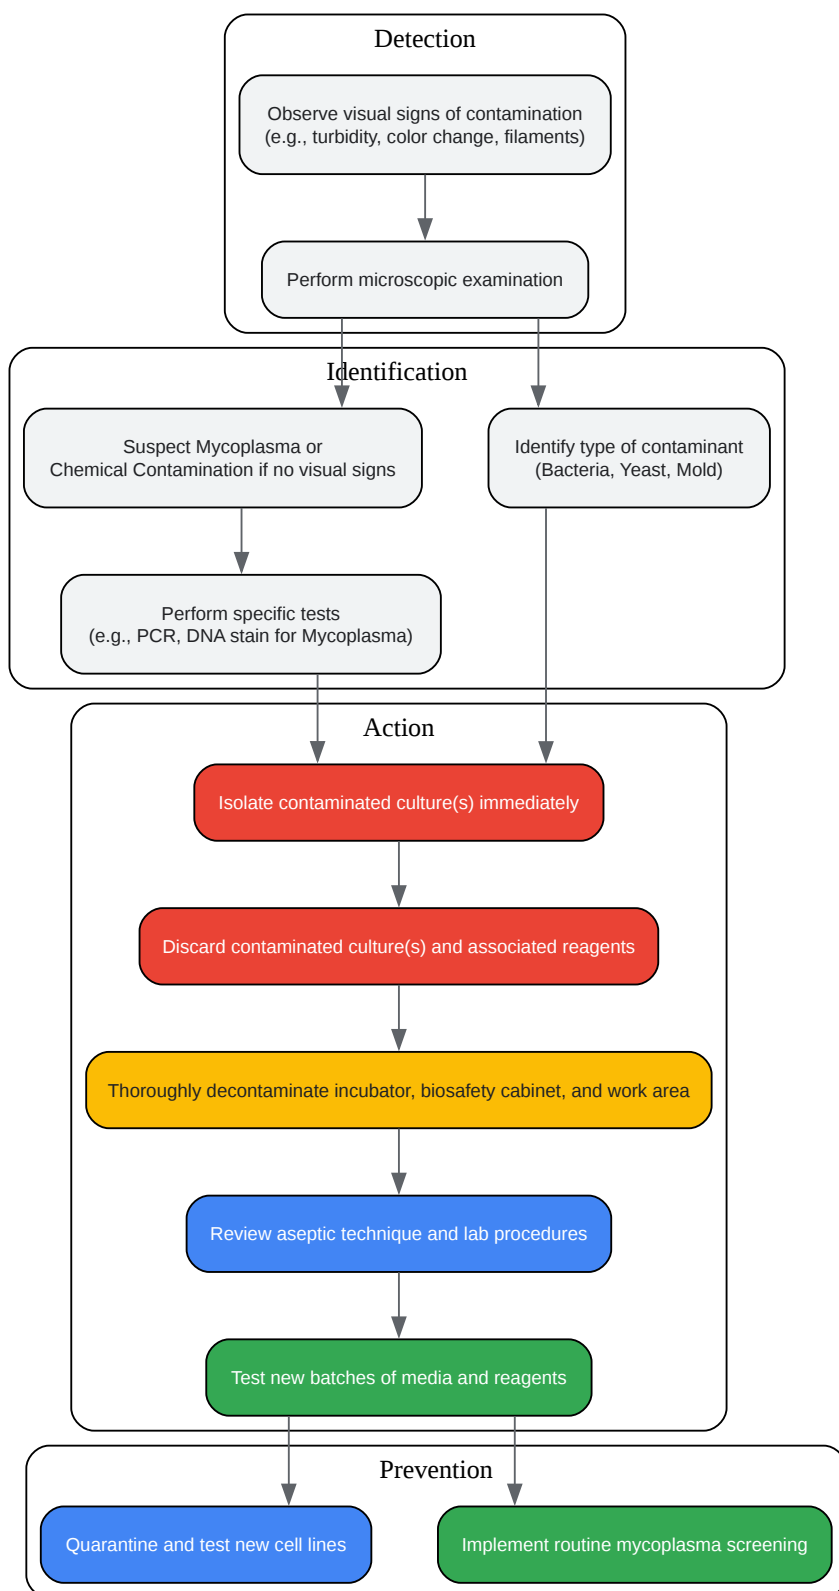 Detection
Observe visual signs of contamination
(e.g., turbidity, color change, filaments)
Perform microscopic examination
Identification
Suspect Mycoplasma or
Chemical Contamination if no visual signs
Identify type of contaminant
(Bacteria, Yeast, Mold)
Perform specific tests
(e.g., PCR, DNA stain for Mycoplasma)
Action
Isolate contaminated culture(s) immediately
Discard contaminated culture(s) and associated reagents
Thoroughly decontaminate incubator, biosafety cabinet, and work area
Review aseptic technique and lab procedures
Test new batches of media and reagents
Prevention
Quarantine and test new cell lines
Implement routine mycoplasma screening